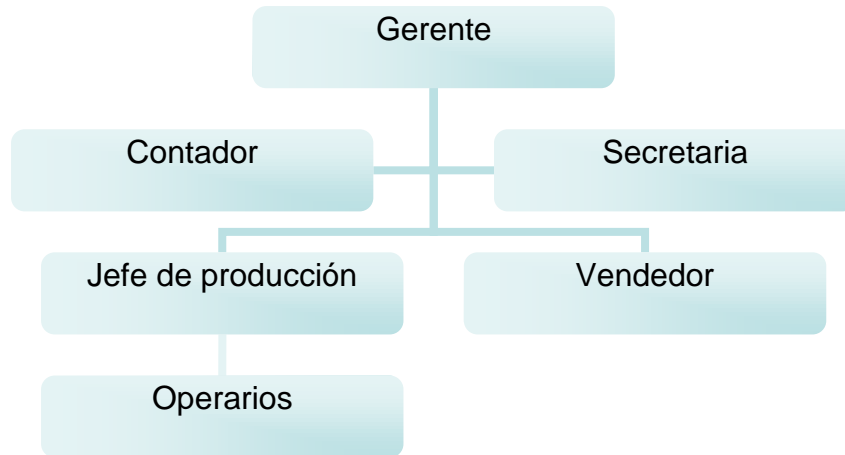 Gerente
Contador
Secretaria
Jefe de producción
Vendedor
Operarios